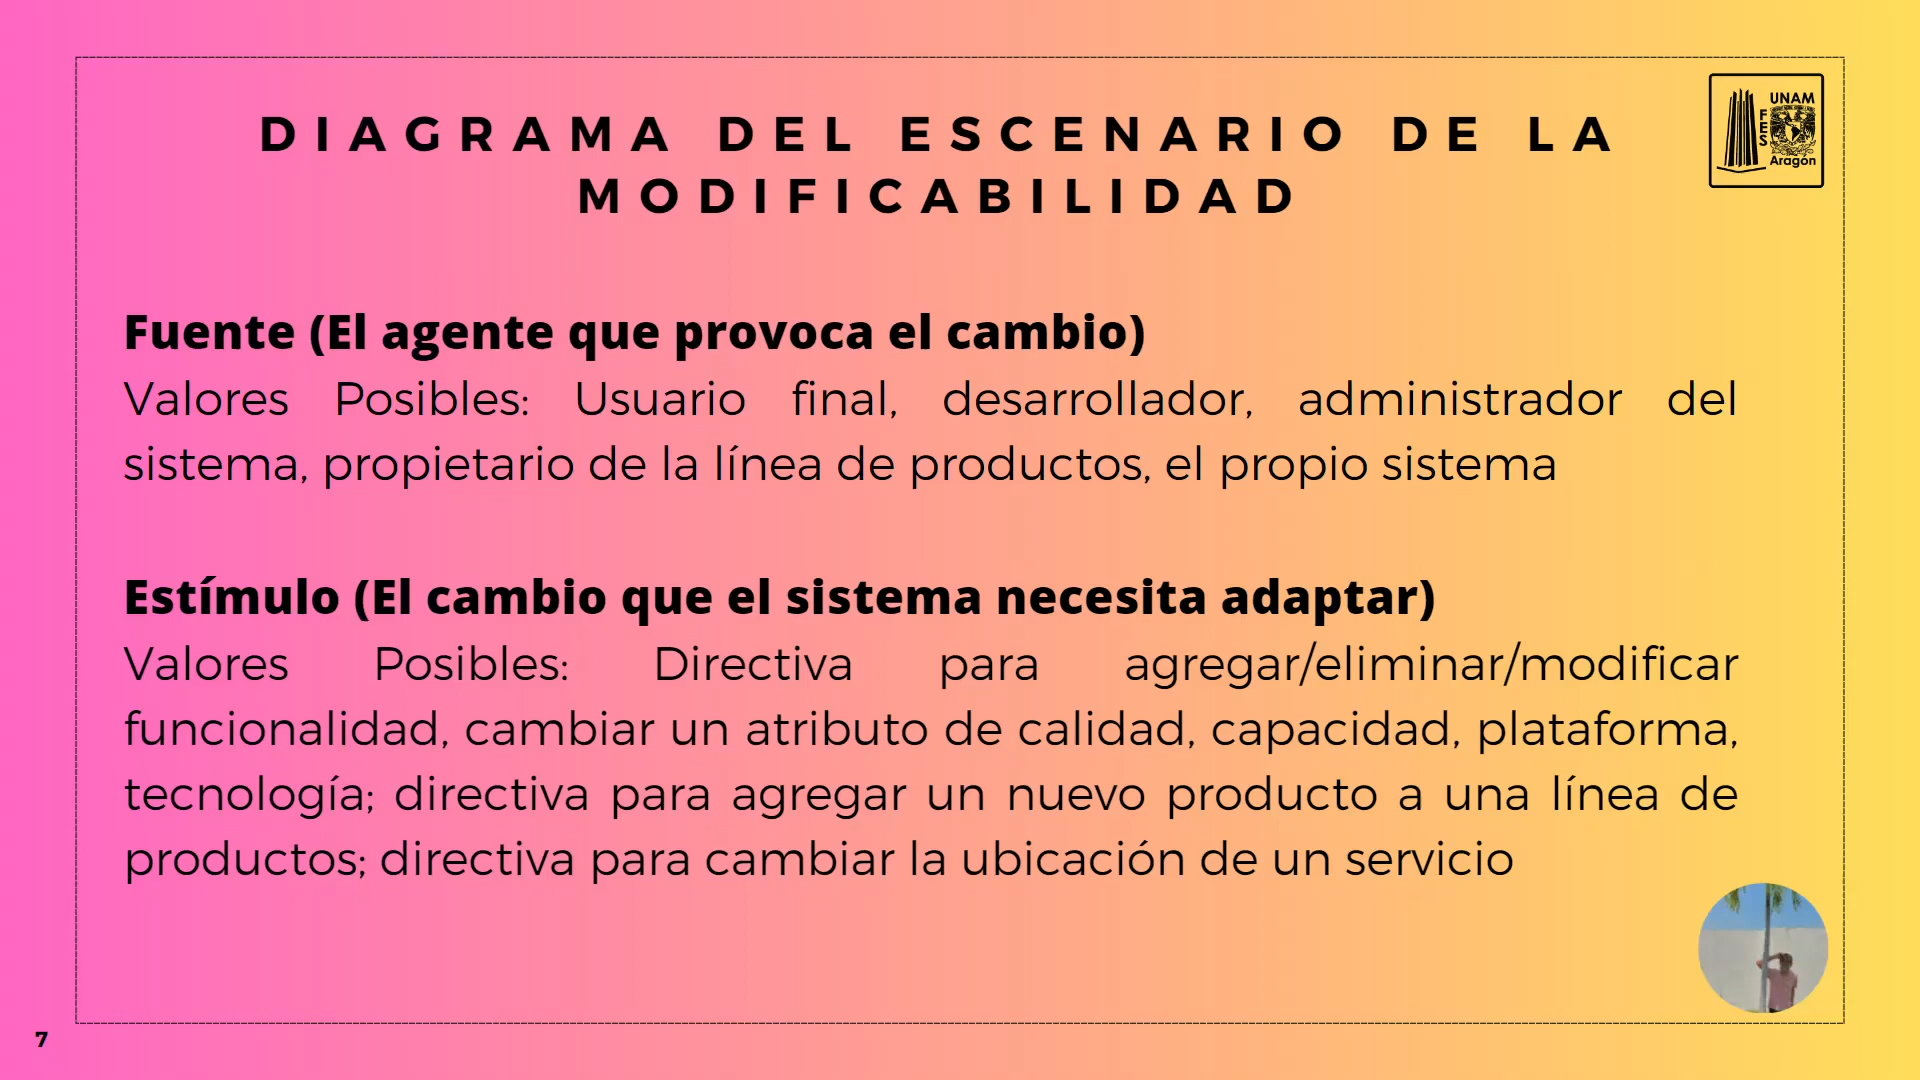 DIAGRAMA DEL ESCENARIO DE LA
MODIFICABILIDAD
UNAM
FES
Aragón
Fuente (El agente que provoca el cambio)
Valores Posibles: Usuario final, desarrollador, administrador del
sistema, propietario de la línea de productos, el propio sistema
Estímulo (El cambio que el sistema necesita adaptar)
Valores Posibles: Directiva para agregar/eliminar/modificar
funcionalidad, cambiar un atributo de calidad, capacidad, plataforma,
tecnología; directiva para agregar un nuevo producto a una línea de
productos; directiva para cambiar la ubicación de un servicio
7